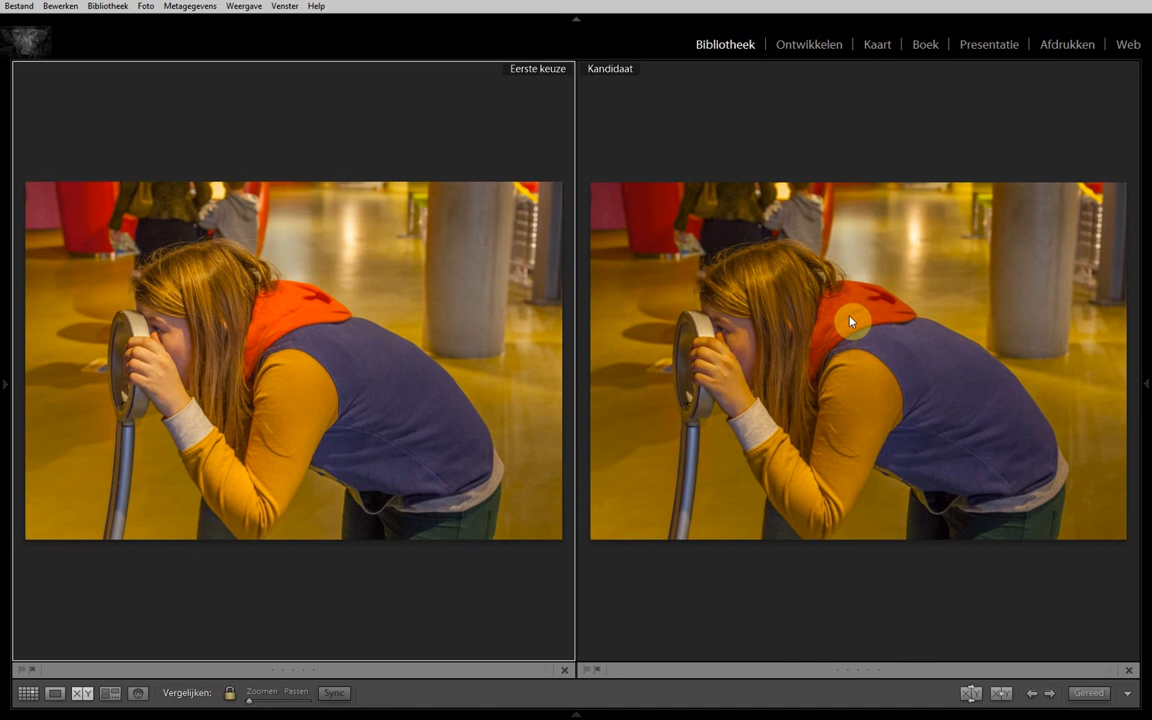 Bestand Bewerken Bibliotheek Foto Metagegevens Weergave Venster Help
Bibliotheek Ontwikkelen Kaart Boek Presentatie Afdrukken Web
Eerste keuze Kandidaat
XY Vergelijken: Zoomen Passen Sync Gereed